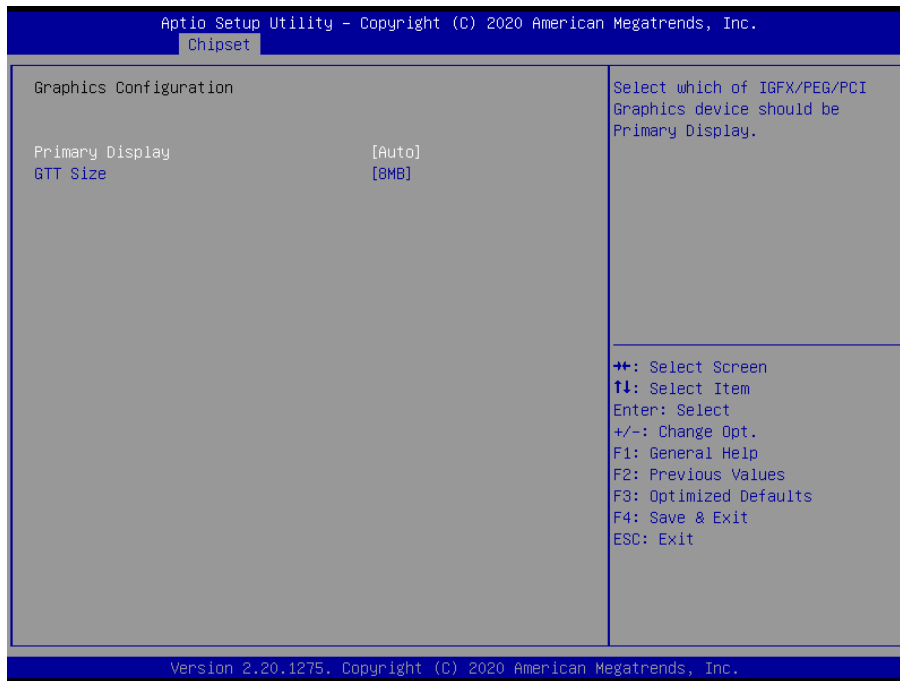 Aptio Setup Utility – Copyright (C) 2020 American Megatrends, Inc.
Chipset
Graphics Configuration
Primary Display [Auto]
GTT Size [8MB]
Select which of IGFX/PEG/PCI
Graphics device should be
Primary Display.
→←: Select Screen
↑↓: Select Item
Enter: Select
+/-: Change Opt.
F1: General Help
F2: Previous Values
F3: Optimized Defaults
F4: Save & Exit
ESC: Exit
Version 2.20.1275. Copyright (C) 2020 American Megatrends, Inc.